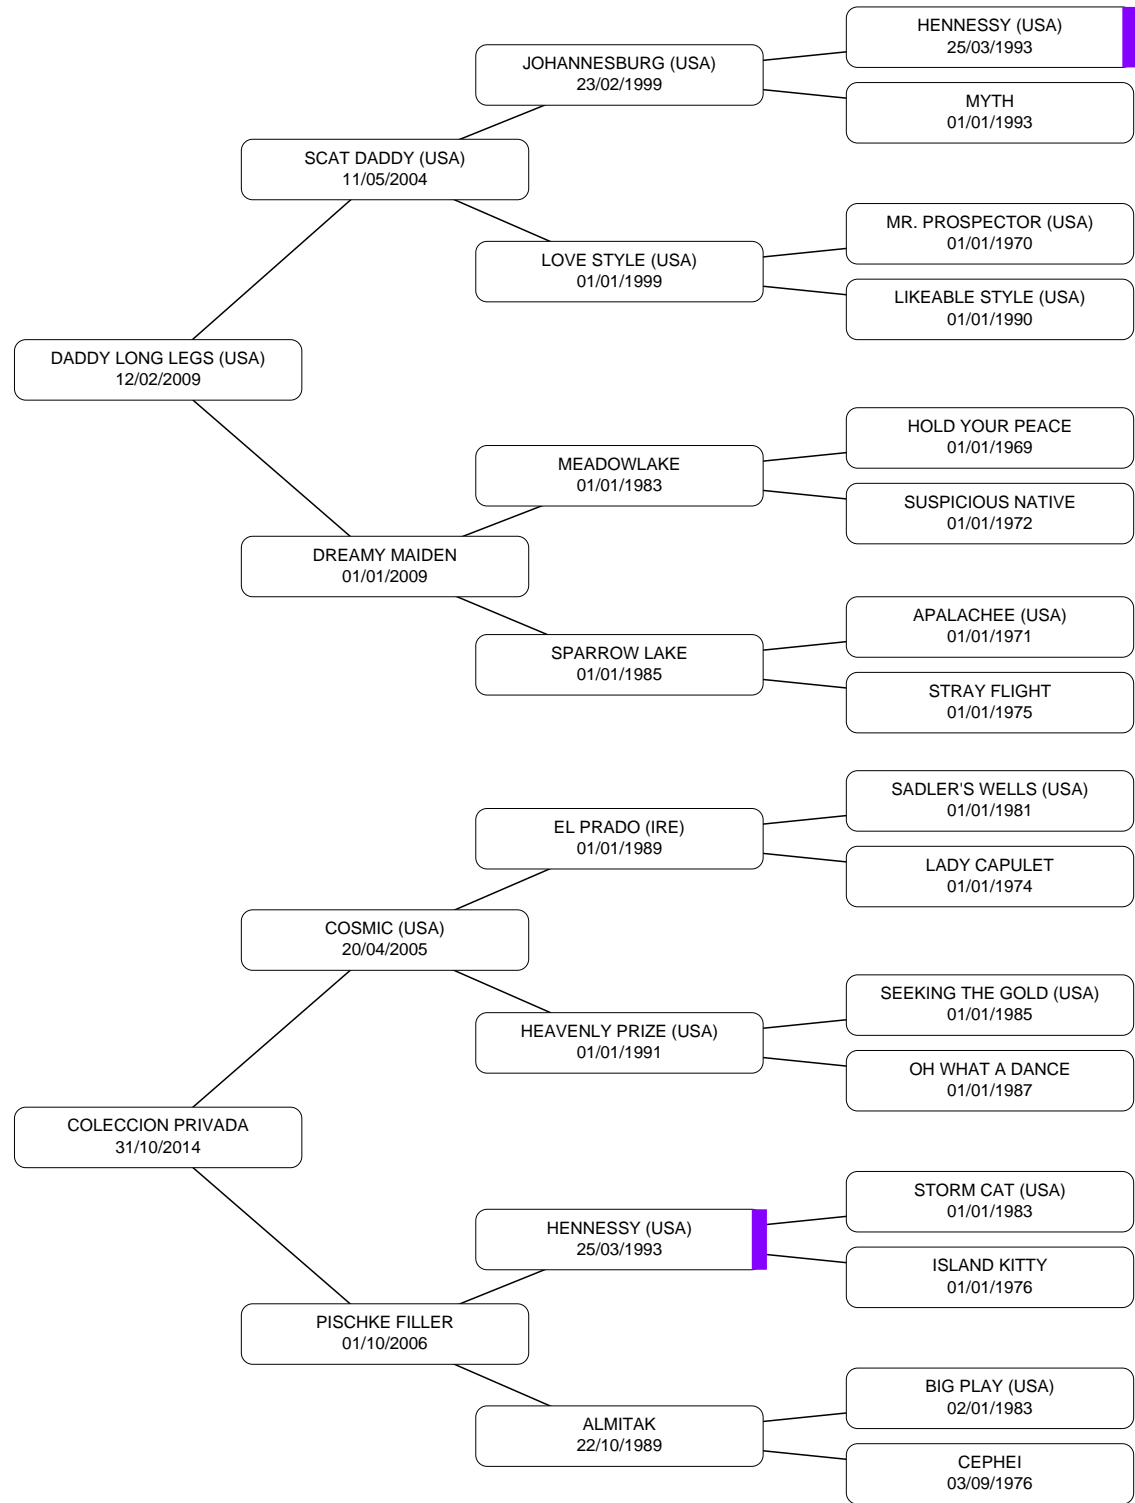 HENNESSY (USA)
25/03/1993
JOHANNESBURG (USA)
23/02/1999
MYTH
01/01/1993
SCAT DADDY (USA)
11/05/2004
MR. PROSPECTOR (USA)
01/01/1970
LOVE STYLE (USA)
01/01/1999
LIKEABLE STYLE (USA)
01/01/1990
DADDY LONG LEGS (USA)
12/02/2009
HOLD YOUR PEACE
01/01/1969
MEADOWLAKE
01/01/1983
SUSPICIOUS NATIVE
01/01/1972
DREAMY MAIDEN
01/01/2009
APALACHEE (USA)
01/01/1971
SPARROW LAKE
01/01/1985
STRAY FLIGHT
01/01/1975
SADLER'S WELLS (USA)
01/01/1981
EL PRADO (IRE)
01/01/1989
LADY CAPULET
01/01/1974
COSMIC (USA)
20/04/2005
SEEKING THE GOLD (USA)
01/01/1985
HEAVENLY PRIZE (USA)
01/01/1991
OH WHAT A DANCE
01/01/1987
COLECCION PRIVADA
31/10/2014
STORM CAT (USA)
01/01/1983
HENNESSY (USA)
25/03/1993
ISLAND KITTY
01/01/1976
PISCHKE FILLER
01/10/2006
BIG PLAY (USA)
02/01/1983
ALMITAK
22/10/1989
CEPHEI
03/09/1976